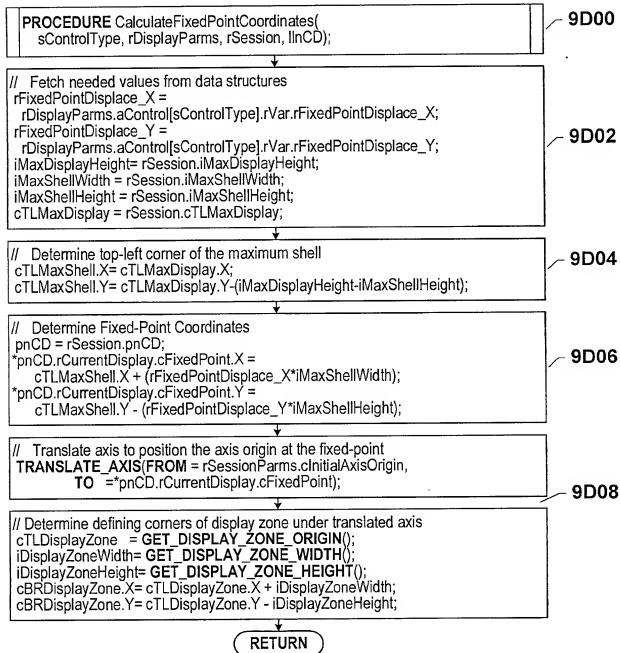 PROCEDURE CalculateFixedPointCoordinates(
sControlType, rDisplayParms, rSession, llnCD);
9D00
// Fetch needed values from data structures
rFixedPointDisplace_X =
rDisplayParms.aControl[sControlType].rVar.rFixedPointDisplace_X;
rFixedPointDisplace_Y =
rDisplayParms.aControl[sControlType].rVar.rFixedPointDisplace_Y;
iMaxDisplayHeight= rSession.iMaxDisplayHeight;
iMaxShellWidth = rSession.iMaxShellWidth;
iMaxShellHeight = rSession.iMaxShellHeight;
cTLMaxDisplay = rSession.cTLMaxDisplay;
9D02
// Determine top-left corner of the maximum shell
cTLMaxShell.X= cTLMaxDisplay.X;
cTLMaxShell.Y= cTLMaxDisplay.Y-(iMaxDisplayHeight-iMaxShellHeight);
9D04
// Determine Fixed-Point Coordinates
pnCD = rSession.pnCD;
*pnCD.rCurrentDisplay.cFixedPoint.X =
cTLMaxShell.X + (rFixedPointDisplace_X*iMaxShellWidth);
*pnCD.rCurrentDisplay.cFixedPoint.Y =
cTLMaxShell.Y - (rFixedPointDisplace_Y*iMaxShellHeight);
9D06
// Translate axis to position the axis origin at the fixed-point
TRANSLATE_AXIS(FROM = rSessionParms.cInitialAxisOrigin,
TO =*pnCD.rCurrentDisplay.cFixedPoint);
9D08
// Determine defining corners of display zone under translated axis
cTLDisplayZone = GET_DISPLAY_ZONE_ORIGIN();
iDisplayZoneWidth= GET_DISPLAY_ZONE_WIDTH();
iDisplayZoneHeight= GET_DISPLAY_ZONE_HEIGHT();
cBRDisplayZone.X= cTLDisplayZone.X + iDisplayZoneWidth;
cBRDisplayZone.Y= cTLDisplayZone.Y - iDisplayZoneHeight;
RETURN